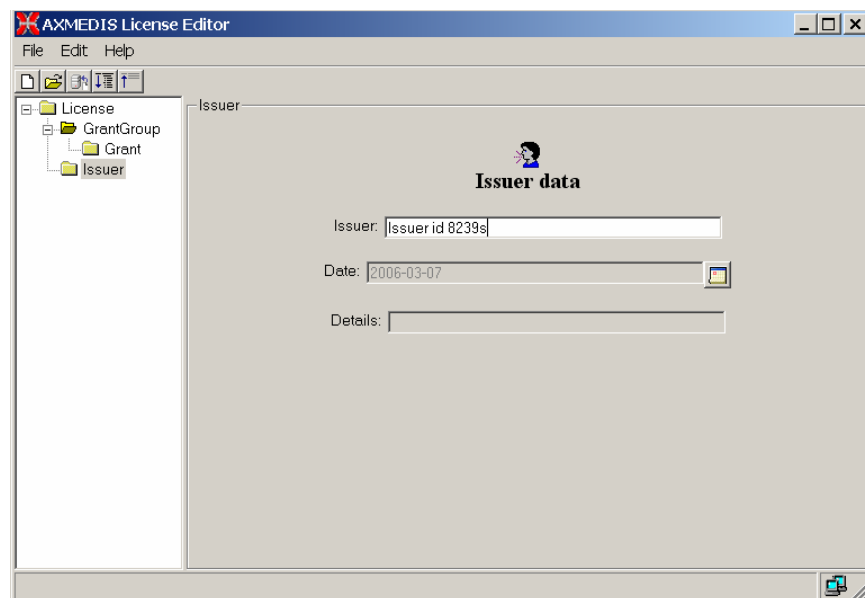 AXMEDIS License Editor
File Edit Help
License
GrantGroup
Grant
Issuer
Issuer
Issuer data
Issuer: Issuer id 8239s
Date: 2006-03-07
Details: